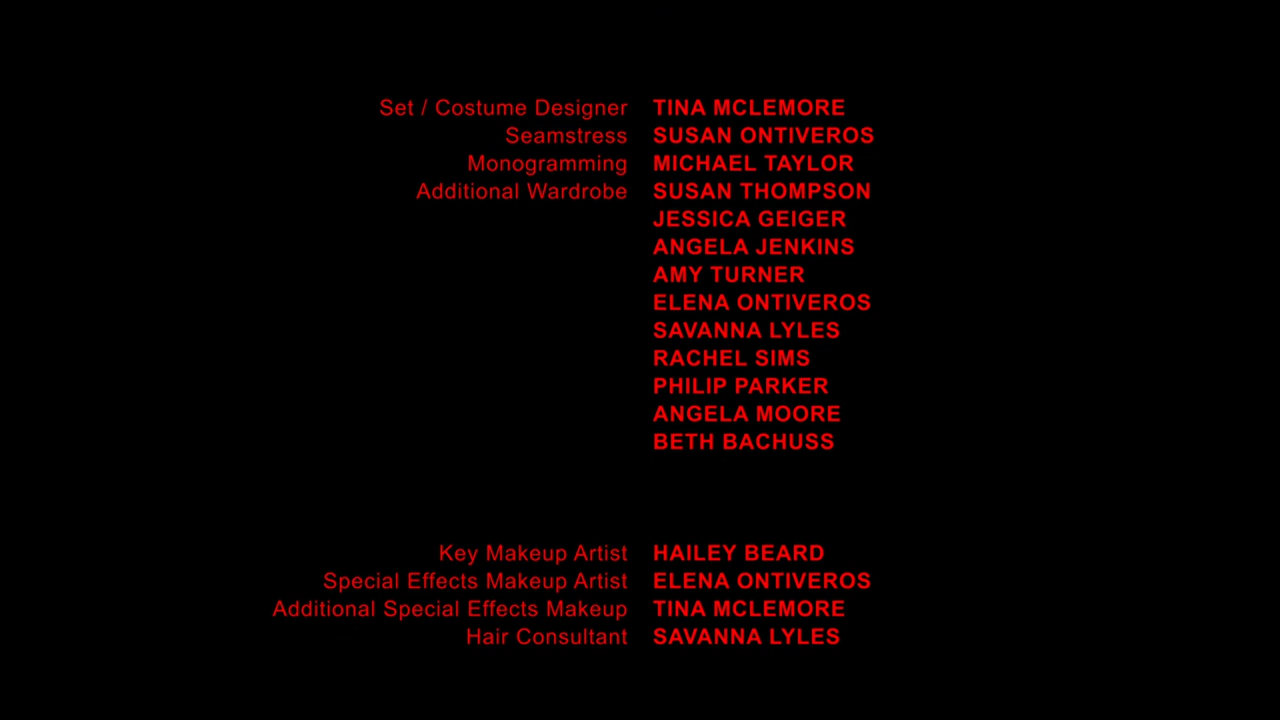 Set / Costume Designer TINA MCLEMORE
Seamstress SUSAN ONTIVEROS
Monogramming MICHAEL TAYLOR
Additional Wardrobe SUSAN THOMPSON
JESSICA GEIGER
ANGELA JENKINS
AMY TURNER
ELENA ONTIVEROS
SAVANNA LYLES
RACHEL SIMS
PHILIP PARKER
ANGELA MOORE
BETH BACHUSS
Key Makeup Artist HAILEY BEARD
Special Effects Makeup Artist ELENA ONTIVEROS
Additional Special Effects Makeup TINA MCLEMORE
Hair Consultant SAVANNA LYLES